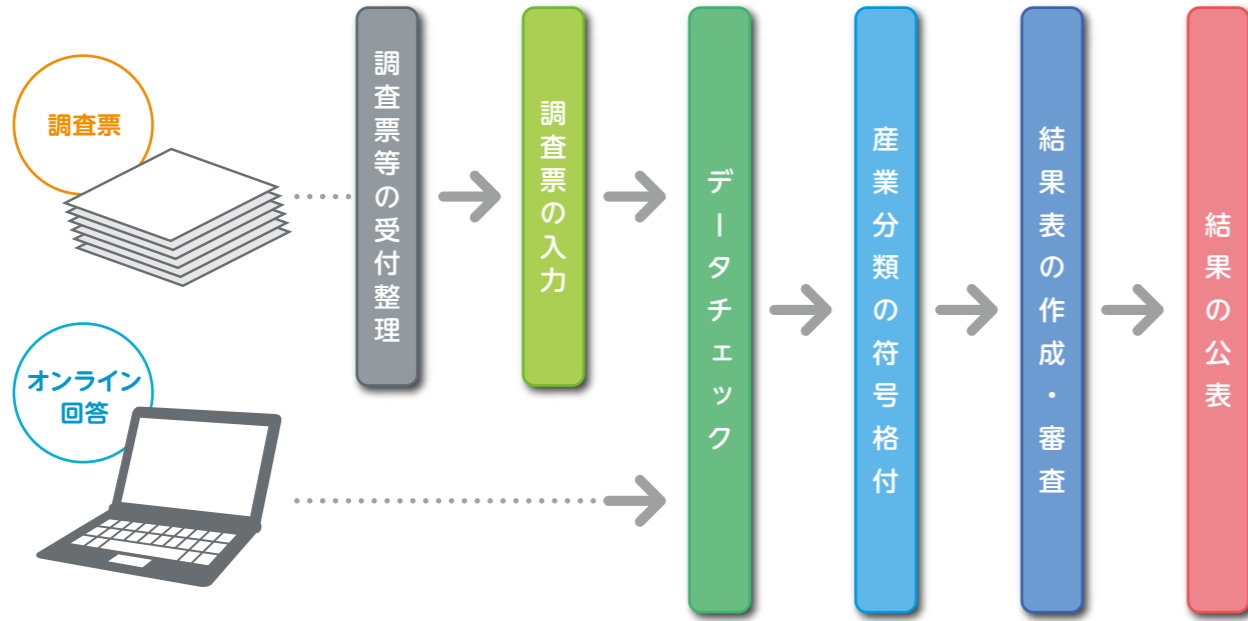 調査票
オンライン
回答
調査票等の受付整理
調査票の入力
データチェック
産業分類の符号格付
結果表の作成・審査
結果の公表